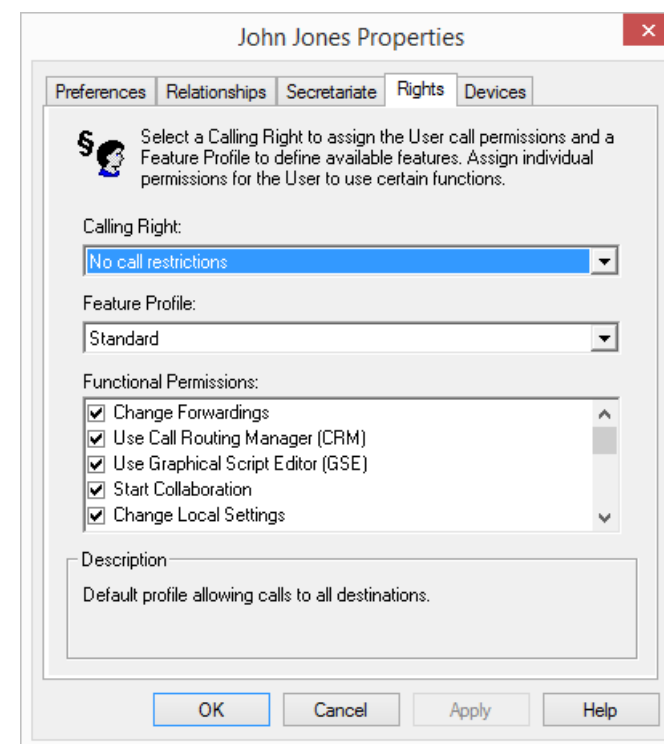 John Jones Properties
Preferences Relationships Secretariate Rights Devices
§ Select a Calling Right to assign the User call permissions and a
Feature Profile to define available features. Assign individual
permissions for the User to use certain functions.
Calling Right:
No call restrictions
Feature Profile:
Standard
Functional Permissions:
Change Forwardings
Use Call Routing Manager (CRM)
Use Graphical Script Editor (GSE)
Start Collaboration
Change Local Settings
Description
Default profile allowing calls to all destinations.
OK Cancel Apply Help